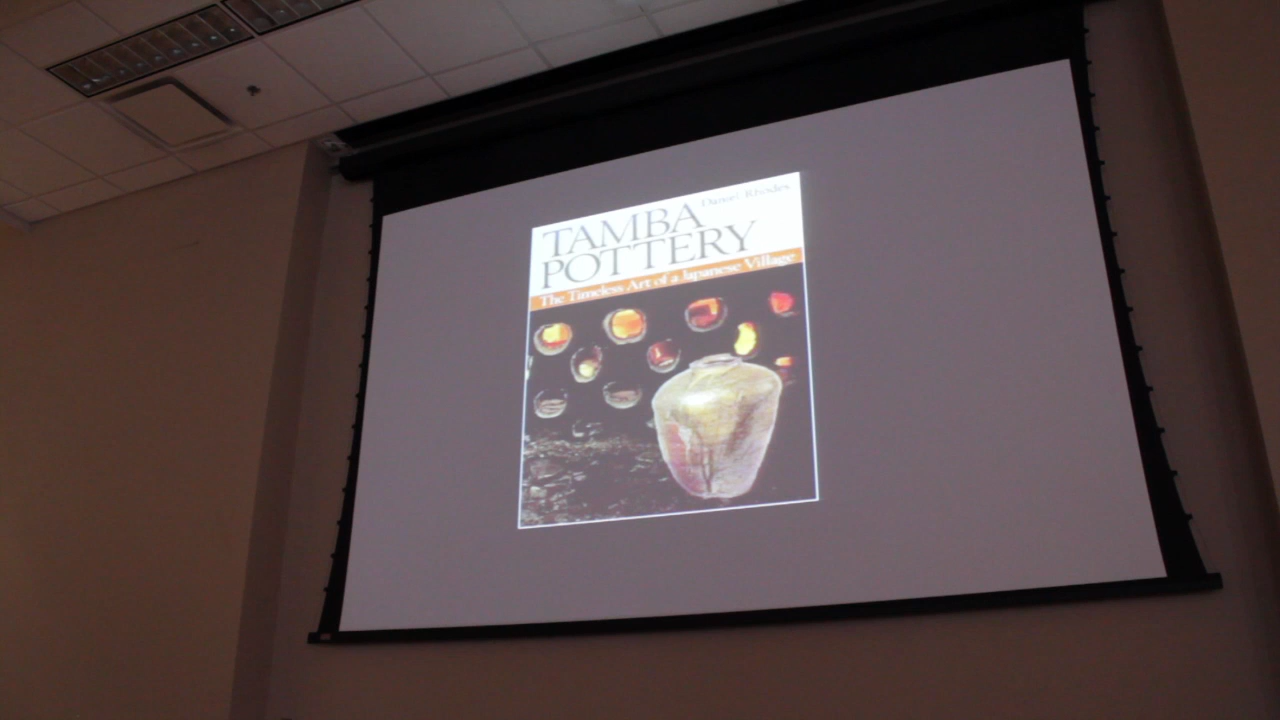 Daniel Rhodes
TAMBA
POTTERY
The Timeless Art of a Japanese Village